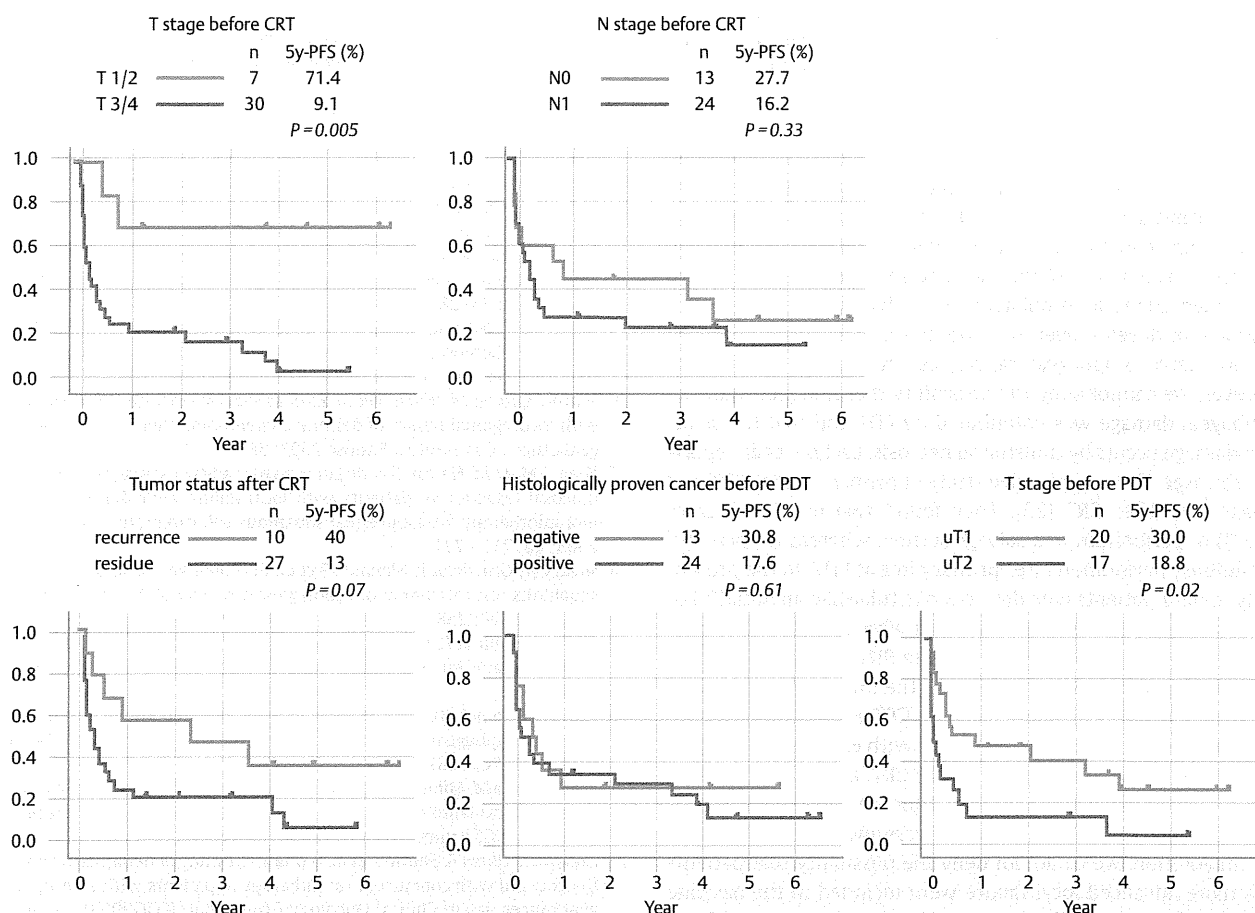 T stage before CRT
n 5y-PFS (%)
T 1/2 7 71.4
T 3/4 30 9.1
P=0.005
1.0
0.8
0.6
0.4
0.2
0.0
0 1 2 3 4 5 6
Year
N stage before CRT
n 5y-PFS (%)
N0 13 27.7
N1 24 16.2
P=0.33
1.0
0.8
0.6
0.4
0.2
0.0
0 1 2 3 4 5 6
Year
Tumor status after CRT
n 5y-PFS (%)
recurrence 10 40
residue 27 13
P=0.07
1.0
0.8
0.6
0.4
0.2
0.0
0 1 2 3 4 5 6
Year
Histologically proven cancer before PDT
n 5y-PFS (%)
negative 13 30.8
positive 24 17.6
P=0.61
1.0
0.8
0.6
0.4
0.2
0.0
0 1 2 3 4 5 6
Year
T stage before PDT
n 5y-PFS (%)
uT1 20 30.0
uT2 17 18.8
P=0.02
1.0
0.8
0.6
0.4
0.2
0.0
0 1 2 3 4 5 6
Year